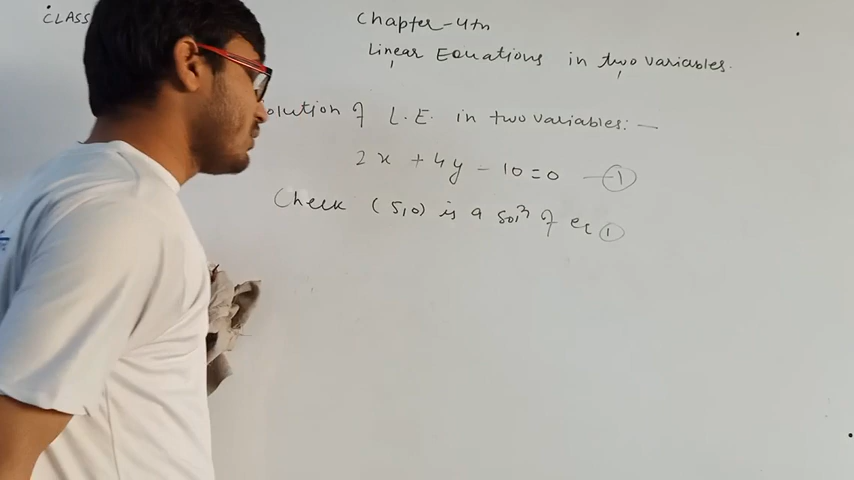 CLASS
Chapter-4th
Linear Equations in two variables.
olution of L.E. in two variables:-
2x + 4y - 10 = 0 — 1
Check (5,0) is a soln of eq 1